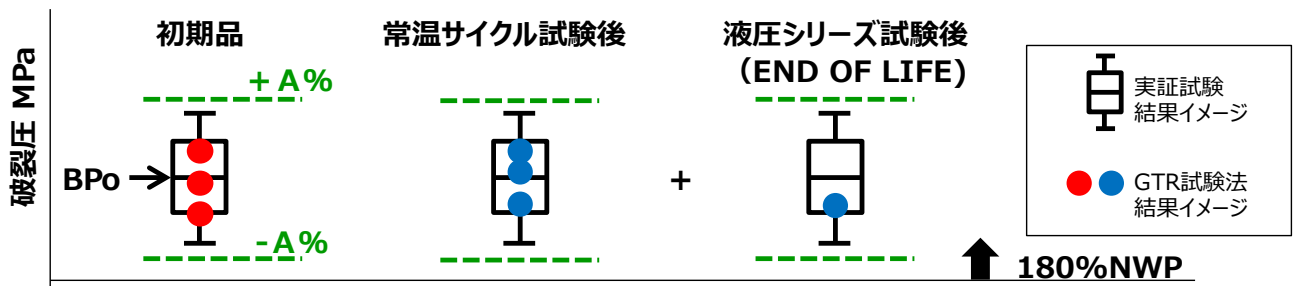 破裂圧 MPa
初期品
常温サイクル試験後
液圧シリーズ試験後
（END OF LIFE)
+A%
BPo
-A%
+
180%NWP
実証試験
結果イメージ
GTR試験法
結果イメージ